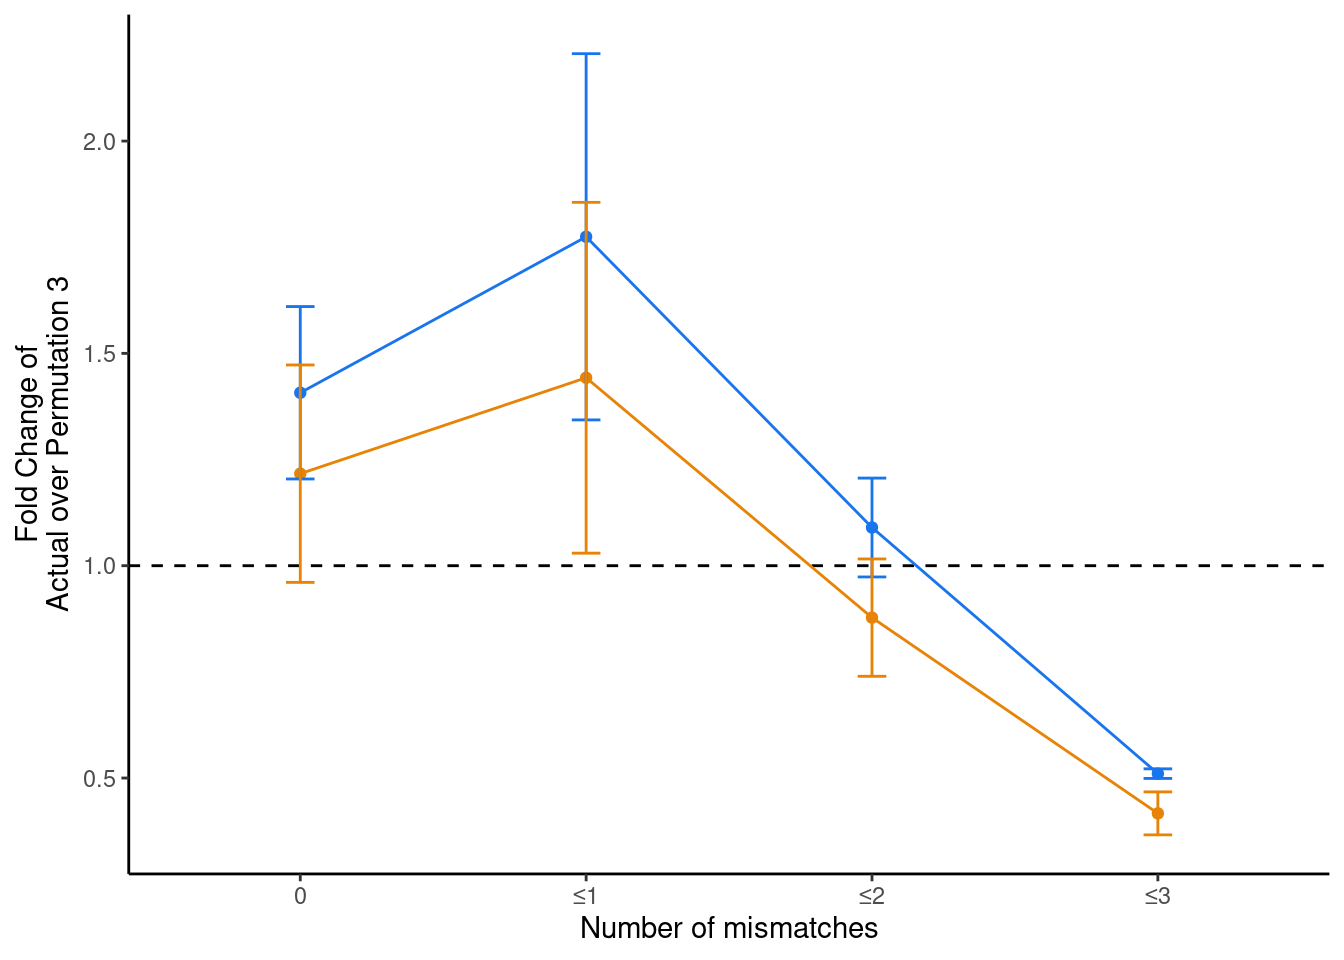 Fold Change of
Actual over Permutation 3
2.0
1.5
1.0
0.5
0
≤1
≤2
≤3
Number of mismatches